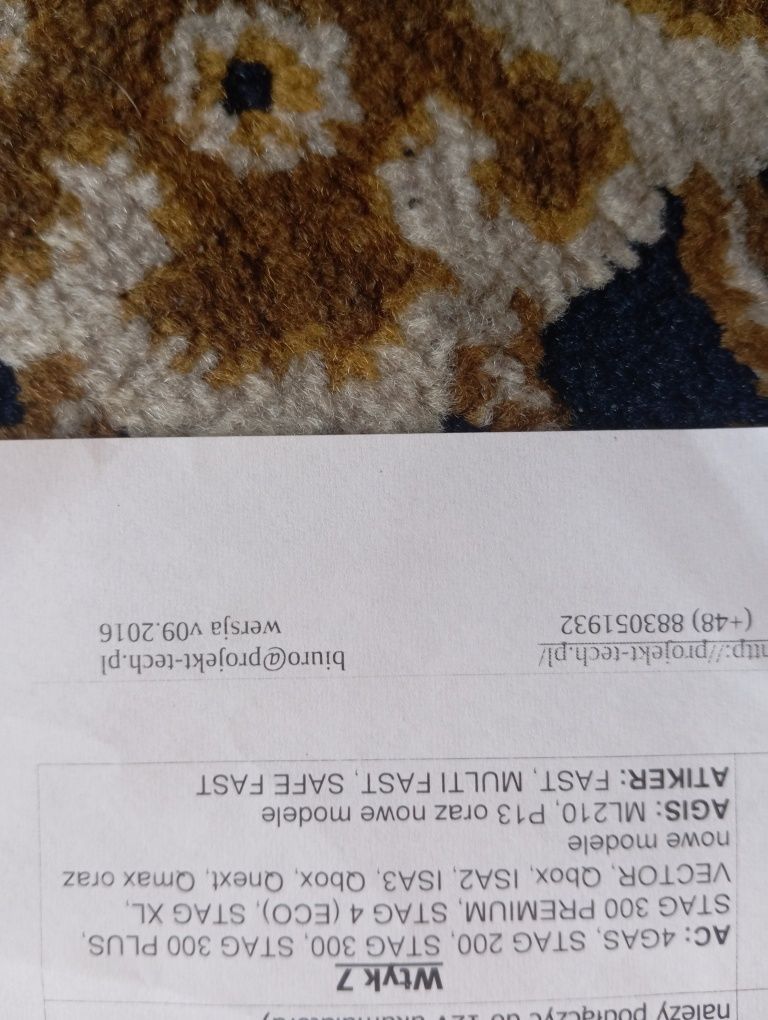 należy podłączyć do 12V akumulatora)
Wtyk 7
AC: 4GAS, STAG, STAG 200, STAG 300, STAG 300 PLUS,
STAG 300 PREMIUM, STAG 4 (ECO), STAG XL,
VECTOR, Qbox, ISA2, ISA3, Qbox, Qnext, Qmax oraz
nowe modele
AGIS: ML210, P13 oraz nowe modele
ATIKER: FAST, MULTI FAST, SAFE FAST
http://projekt-tech.pl/ biuro@projekt-tech.pl
(+48) 883051932 wersja v09.2016